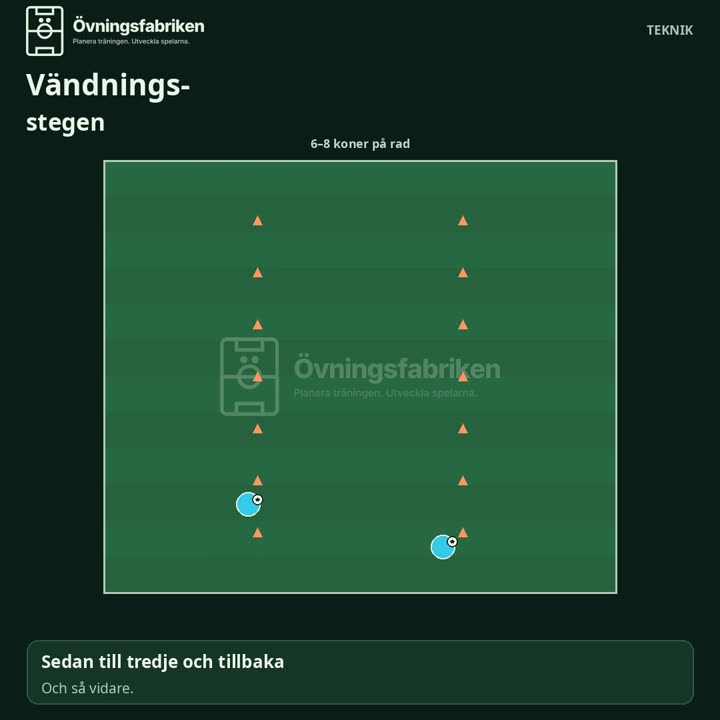 Övningsfabriken
Planera träningen. Utveckla spelarna.
TEKNIK
Vändnings-
stegen
6–8 koner på rad
Övningsfabriken
Planera träningen. Utveckla spelarna.
Sedan till tredje och tillbaka
Och så vidare.